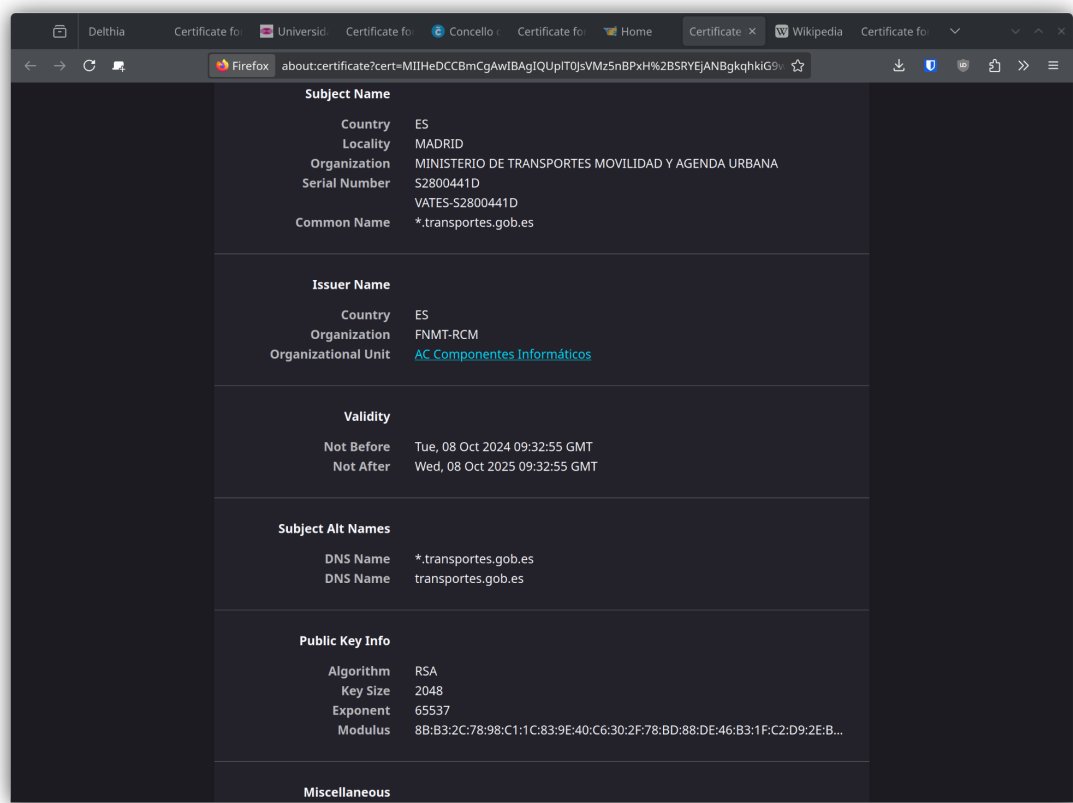 Delthia Certificate fo Universid Certificate fo Concello Certificate fo Home Certificate Wikipedia Certificate fo
Firefox about:certificate?cert=MIIHeDCCBmCgAwIBAgIQUplT0JsVMz5nBPxH%2BSRYEjANBgkqhkiG9w
Subject Name
Country ES
Locality MADRID
Organization MINISTERIO DE TRANSPORTES MOVILIDAD Y AGENDA URBANA
Serial Number S2800441D
VATES-S2800441D
Common Name *.transportes.gob.es
Issuer Name
Country ES
Organization FNMT-RCM
Organizational Unit AC Componentes Informáticos
Validity
Not Before Tue, 08 Oct 2024 09:32:55 GMT
Not After Wed, 08 Oct 2025 09:32:55 GMT
Subject Alt Names
DNS Name *.transportes.gob.es
DNS Name transportes.gob.es
Public Key Info
Algorithm RSA
Key Size 2048
Exponent 65537
Modulus 8B:B3:2C:78:98:C1:1C:83:9E:40:C6:30:2F:78:BD:88:DE:46:B3:1F:C2:D9:2E:B...
Miscellaneous